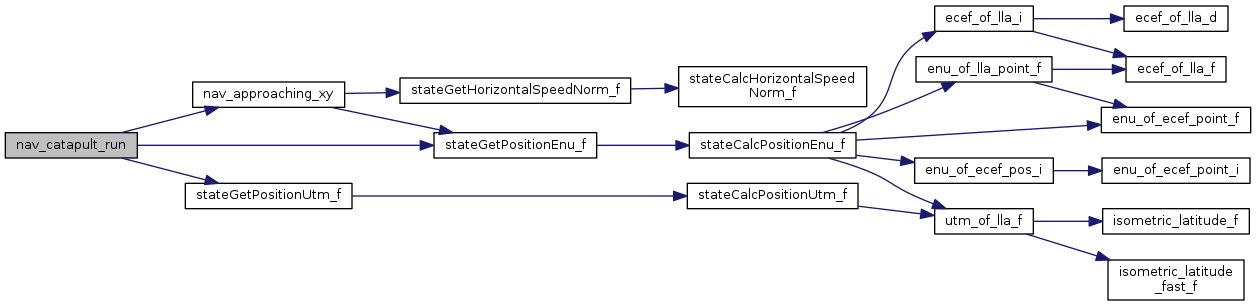 nav_catapult_run
nav_approaching_xy
stateGetPositionUtm_f
stateGetHorizontalSpeedNorm_f
stateGetPositionEnu_f
stateCalcHorizontalSpeed
Norm_f
stateCalcPositionEnu_f
stateCalcPositionUtm_f
ecef_of_lla_i
enu_of_lla_point_f
enu_of_ecef_pos_i
utm_of_lla_f
ecef_of_lla_d
ecef_of_lla_f
enu_of_ecef_point_f
enu_of_ecef_point_i
isometric_latitude_f
isometric_latitude
_fast_f